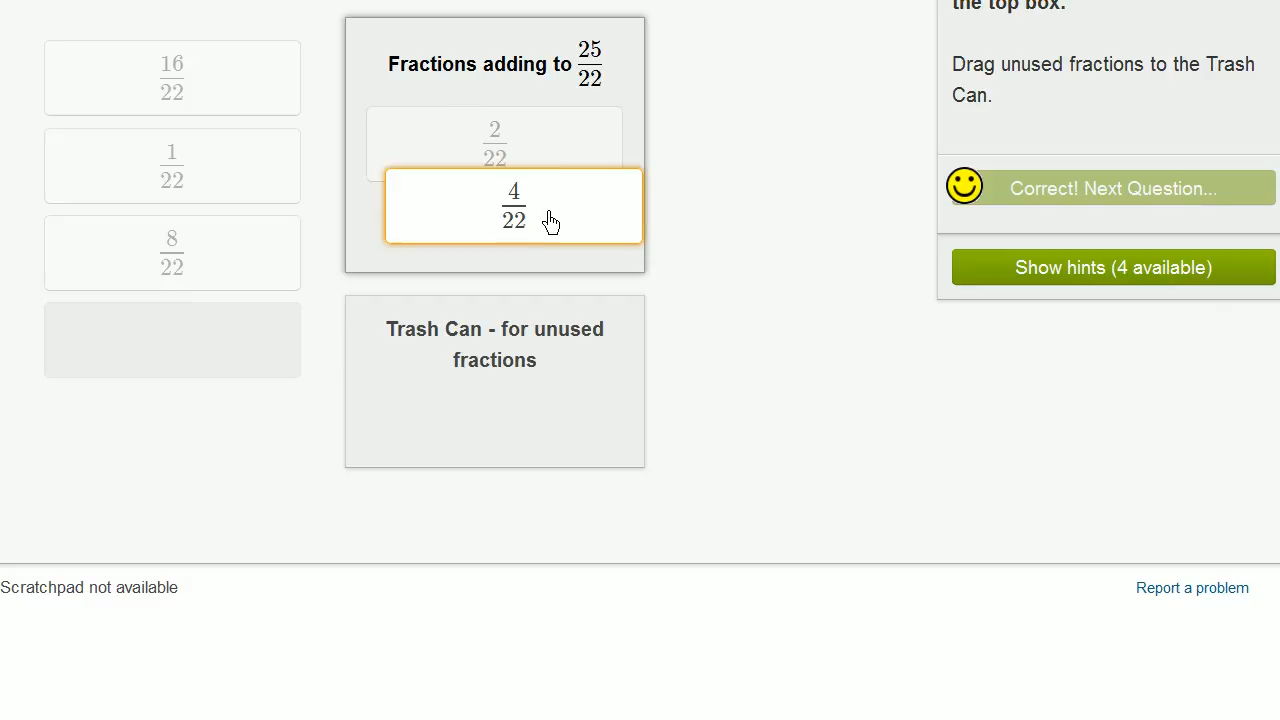 the top box.
16/22
1/22
8/22
Fractions adding to 25/22
2/22
4/22
Trash Can - for unused
fractions
Drag unused fractions to the Trash
Can.
Correct! Next Question...
Show hints (4 available)
Scratchpad not available
Report a problem